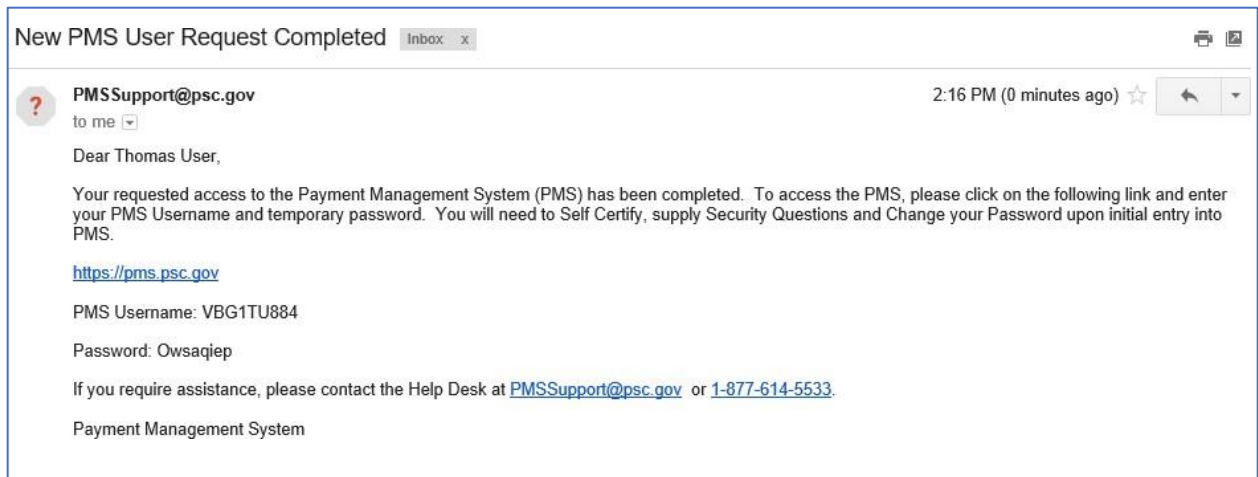 New PMS User Request Completed Inbox x
PMSSupport@psc.gov 2:16 PM (0 minutes ago)
?
to me
Dear Thomas User,
Your requested access to the Payment Management System (PMS) has been completed.  To access the PMS, please click on the following link and enter
your PMS Username and temporary password.  You will need to Self Certify, supply Security Questions and Change your Password upon initial entry into
PMS.
https://pms.psc.gov
PMS Username: VBG1TU884
Password: Owsaqiep
If you require assistance, please contact the Help Desk at PMSSupport@psc.gov  or 1-877-614-5533.
Payment Management System